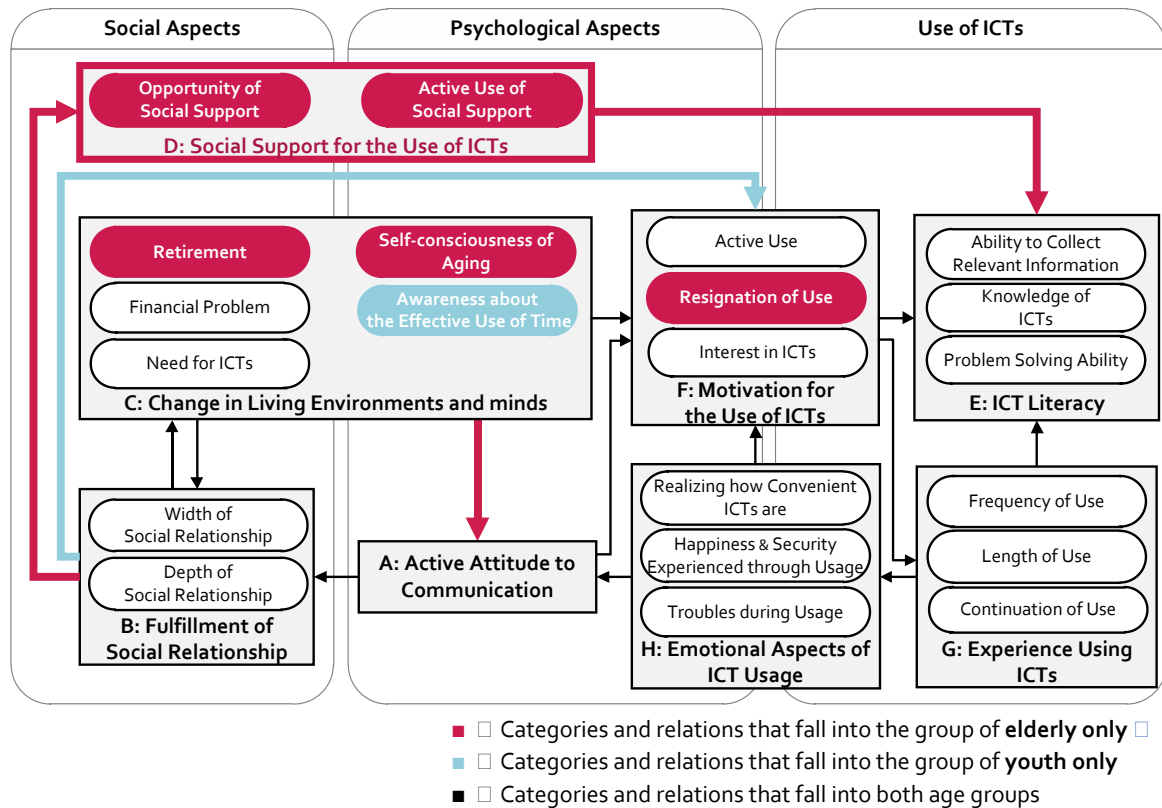 Social Aspects
Psychological Aspects
Use of ICTs
Opportunity of
Social Support
Active Use of
Social Support
D: Social Support for the Use of ICTs
Retirement
Self-consciousness of
Aging
Financial Problem
Awareness about
the Effective Use of Time
Need for ICTs
C: Change in Living Environments and minds
Active Use
Resignation of Use
Interest in ICTs
F: Motivation for
the Use of ICTs
Ability to Collect
Relevant Information
Knowledge of
ICTs
Problem Solving Ability
E: ICT Literacy
Width of
Social Relationship
Depth of
Social Relationship
B: Fulfillment of
Social Relationship
A: Active Attitude to
Communication
Realizing how Convenient
ICTs are
Happiness & Security
Experienced through Usage
Troubles during Usage
H: Emotional Aspects of
ICT Usage
Frequency of Use
Length of Use
Continuation of Use
G: Experience Using
ICTs
Categories and relations that fall into the group of elderly only
Categories and relations that fall into the group of youth only
Categories and relations that fall into both age groups